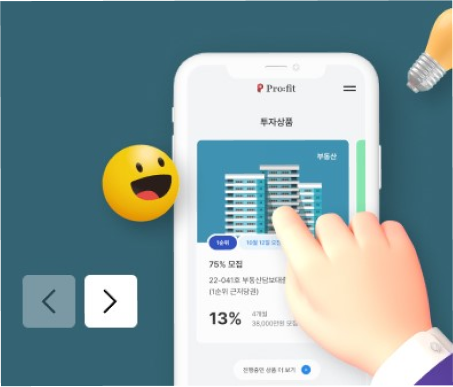 Pro:fit
투자상품
부동산
1순위
10월 12일 모집
75% 모집
22-041호 부동산담보대출
(1순위 근저당권)
13%
4개월
38,000만원 모집
진행중인 상품 더 보기